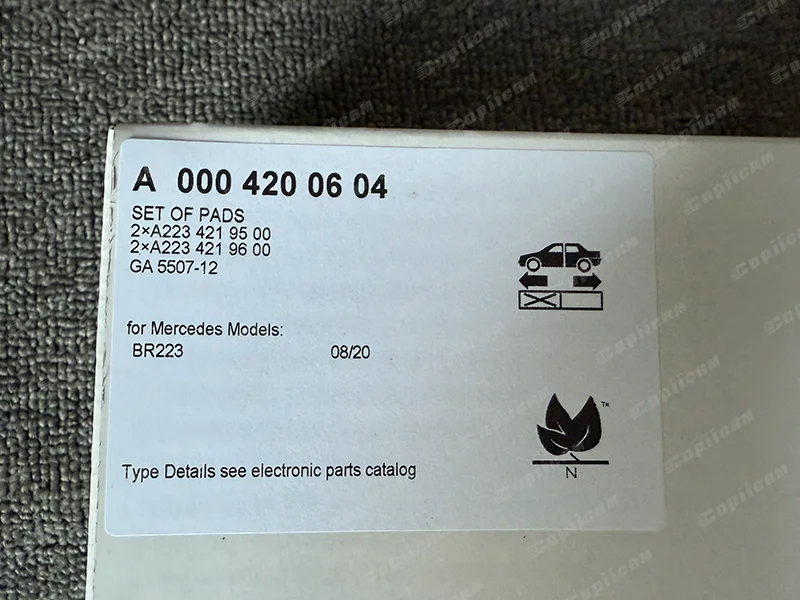 A 000 420 06 04
SET OF PADS
2×A223 421 95 00
2×A223 421 96 00
GA 5507-12
for Mercedes Models:
BR223 08/20
TM
N
Type Details see electronic parts catalog
Copiicam